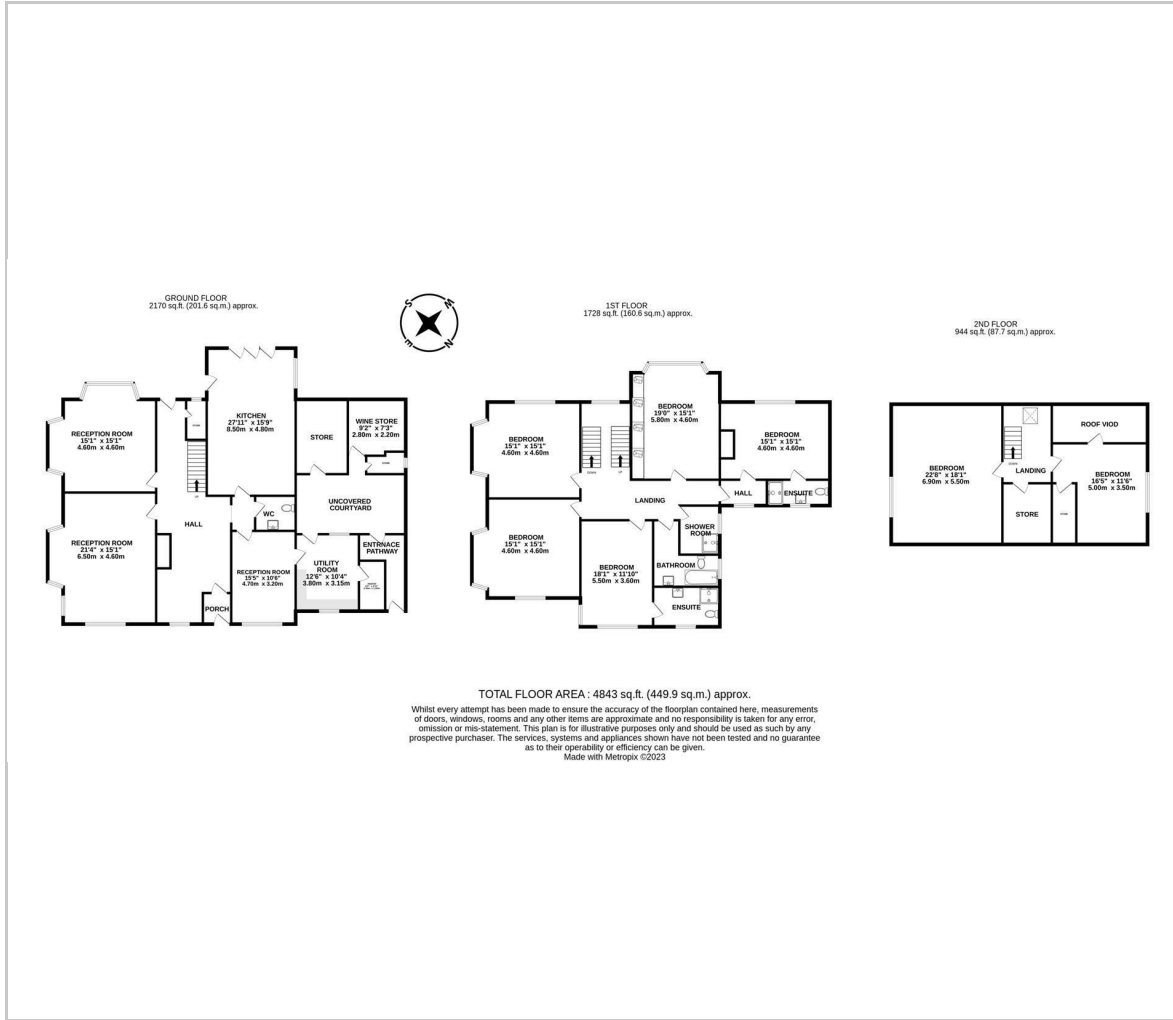 GROUND FLOOR
2170 sq.ft. (201.6 sq.m.) approx.
S
W
E
N
KITCHEN
27'11" x 15'9"
8.50m x 4.80m
RECEPTION ROOM
15'1" x 15'1"
4.60m x 4.60m
STORE
STORE
WINE STORE
9'2" x 7'3"
2.80m x 2.20m
STORE
UP
UNCOVERED
COURTYARD
WC
HALL
RECEPTION ROOM
21'4" x 15'1"
6.50m x 4.60m
ENTRNACE
PATHWAY
UTILITY
ROOM
12'6" x 10'4"
3.80m x 3.15m
RECEPTION ROOM
15'5" x 10'6"
4.70m x 3.20m
PORCH
1ST FLOOR
1728 sq.ft. (160.6 sq.m.) approx.
BEDROOM
19'0" x 15'1"
5.80m x 4.60m
BEDROOM
15'1" x 15'1"
4.60m x 4.60m
BEDROOM
15'1" x 15'1"
4.60m x 4.60m
DOWN
UP
LANDING
HALL
ENSUITE
BEDROOM
15'1" x 15'1"
4.60m x 4.60m
SHOWER
ROOM
BEDROOM
18'1" x 11'10"
5.50m x 3.60m
BATHROOM
ENSUITE
2ND FLOOR
944 sq.ft. (87.7 sq.m.) approx.
ROOF VIOD
BEDROOM
22'8" x 18'1"
6.90m x 5.50m
DOWN
LANDING
BEDROOM
16'5" x 11'6"
5.00m x 3.50m
STORE
STORE
TOTAL FLOOR AREA : 4843 sq.ft. (449.9 sq.m.) approx.
Whilst every attempt has been made to ensure the accuracy of the floorplan contained here, measurements
of doors, windows, rooms and any other items are approximate and no responsibility is taken for any error,
omission or mis-statement. This plan is for illustrative purposes only and should be used as such by any
prospective purchaser. The services, systems and appliances shown have not been tested and no guarantee
as to their operability or efficiency can be given.
Made with Metropix ©2023